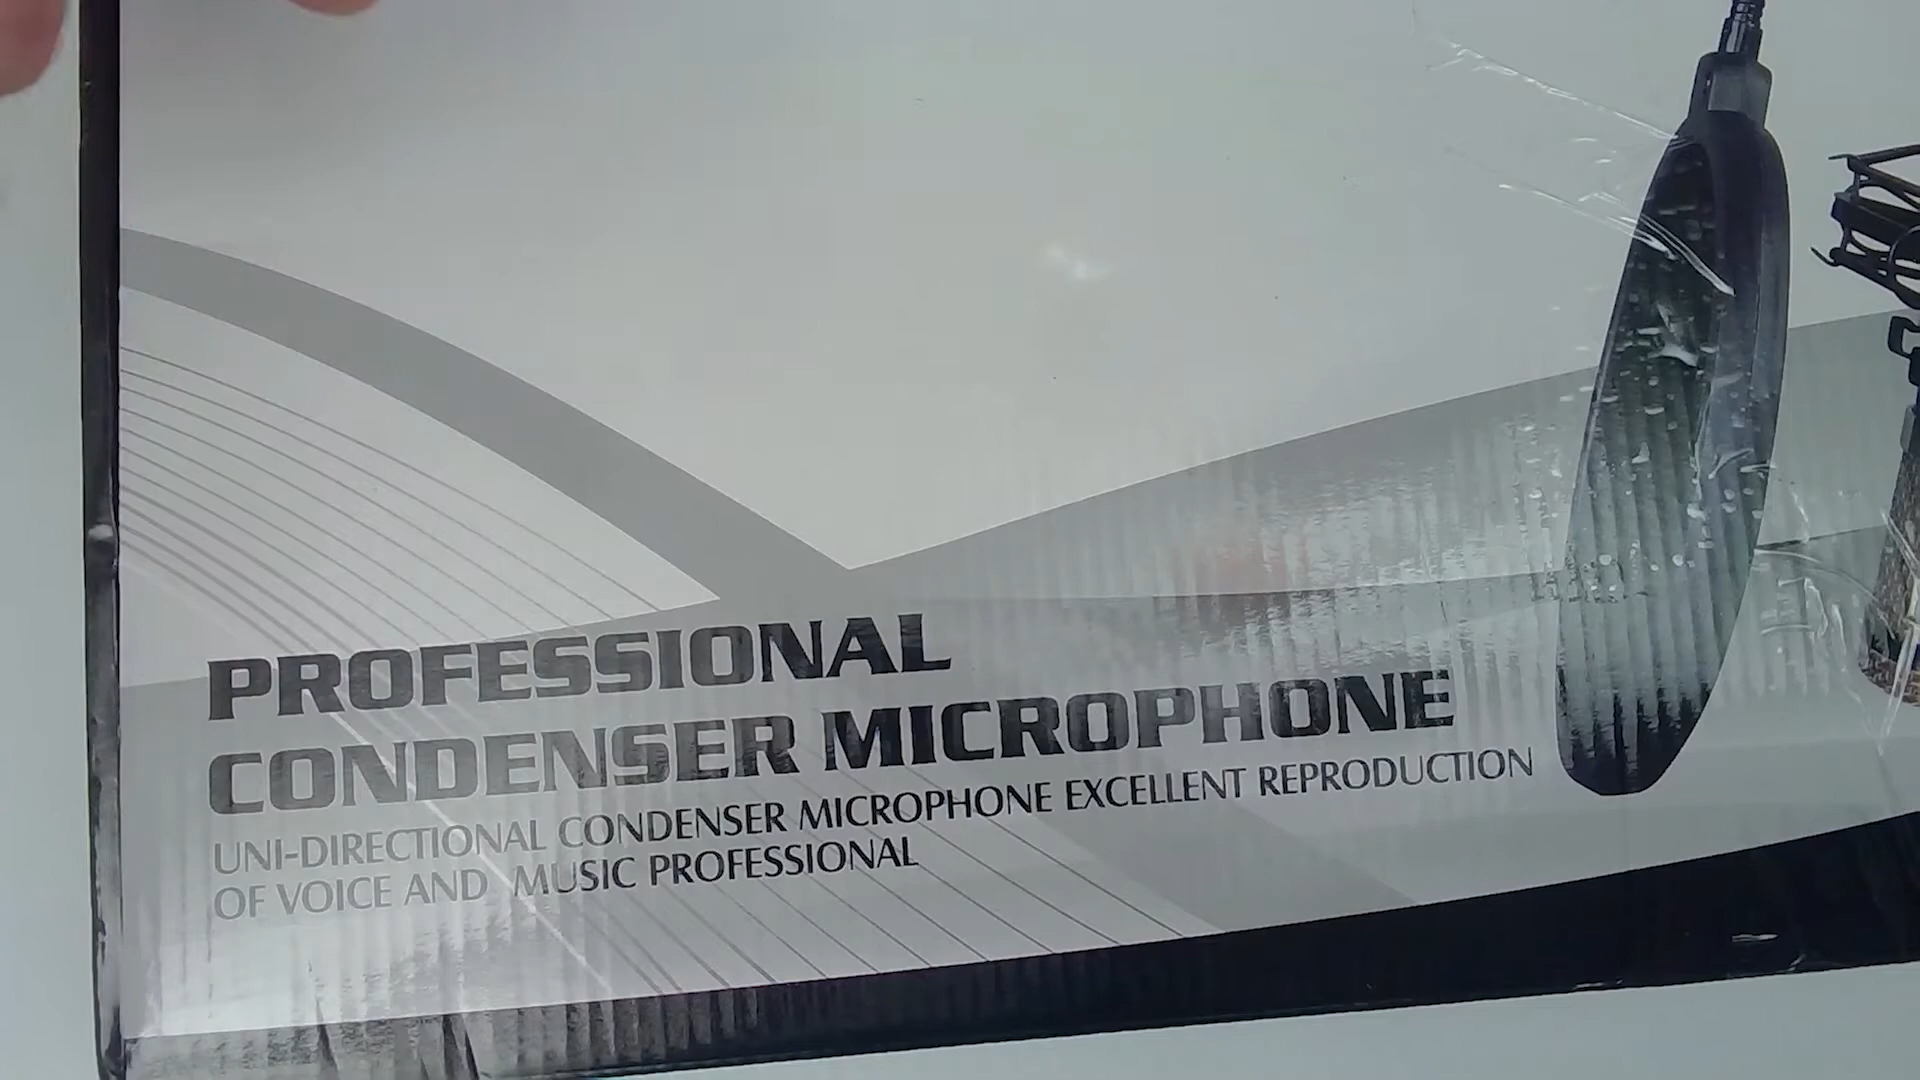 PROFESSIONAL
CONDENSER MICROPHONE
UNI-DIRECTIONAL CONDENSER MICROPHONE EXCELLENT REPRODUCTION
OF VOICE AND MUSIC PROFESSIONAL